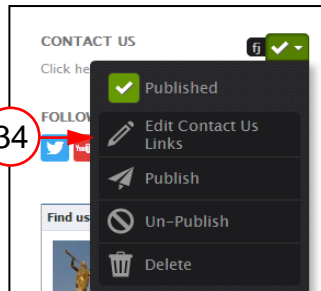 CONTACT US
fj
Click he
Published
FOLLOW
34
Edit Contact Us
Links
Publish
Find us
Un-Publish
Delete